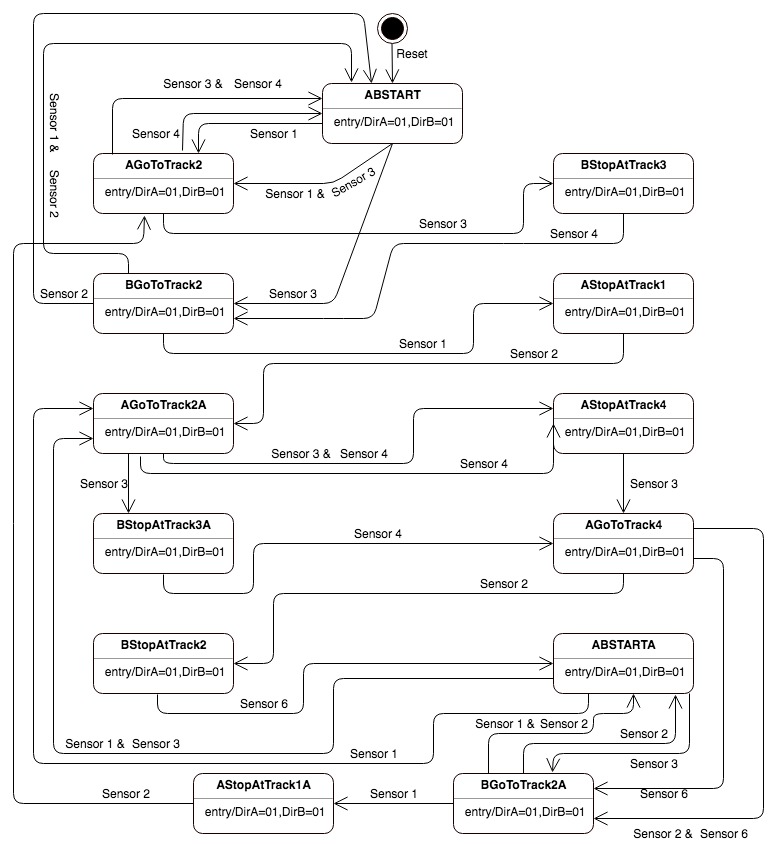 Reset
Sensor 3 & Sensor 4
ABSTART
entry/DirA=01,DirB=01
Sensor 4
Sensor 1
AGoToTrack2
entry/DirA=01,DirB=01
BStopAtTrack3
entry/DirA=01,DirB=01
Sensor 1 & Sensor 2
Sensor 1 & Sensor 3
Sensor 3
Sensor 4
BGoToTrack2
entry/DirA=01,DirB=01
AStopAtTrack1
entry/DirA=01,DirB=01
Sensor 2
Sensor 3
Sensor 1
Sensor 2
AGoToTrack2A
entry/DirA=01,DirB=01
AStopAtTrack4
entry/DirA=01,DirB=01
Sensor 3 & Sensor 4
Sensor 4
Sensor 3
Sensor 3
BStopAtTrack3A
entry/DirA=01,DirB=01
AGoToTrack4
entry/DirA=01,DirB=01
Sensor 4
Sensor 2
BStopAtTrack2
entry/DirA=01,DirB=01
ABSTARTA
entry/DirA=01,DirB=01
Sensor 6
Sensor 1 & Sensor 2
Sensor 2
Sensor 1 & Sensor 3
Sensor 1
Sensor 3
AStopAtTrack1A
entry/DirA=01,DirB=01
BGoToTrack2A
entry/DirA=01,DirB=01
Sensor 2
Sensor 1
Sensor 6
Sensor 2 & Sensor 6